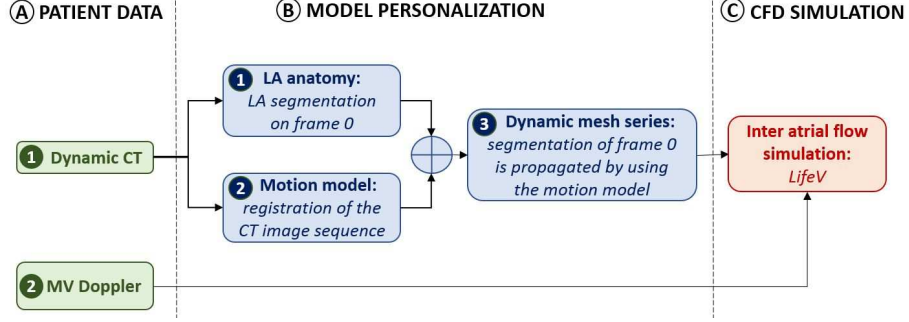 A PATIENT DATA
B MODEL PERSONALIZATION
C CFD SIMULATION
1 Dynamic CT
2 MV Doppler
1 LA anatomy:
LA segmentation
on frame 0
2 Motion model:
registration of the
CT image sequence
3 Dynamic mesh series:
segmentation of frame 0
is propagated by using
the motion model
Inter atrial flow
simulation:
LifeV